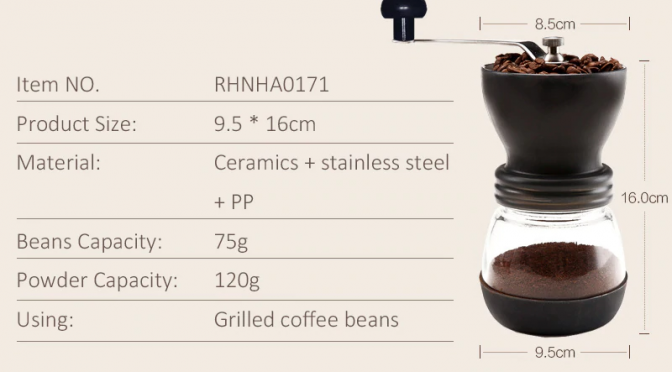 8.5cm
Item NO. RHNHA0171
Product Size: 9.5 * 16cm
Material: Ceramics + stainless steel
+ PP
16.0cm
Beans Capacity: 75g
Powder Capacity: 120g
Using: Grilled coffee beans
9.5cm